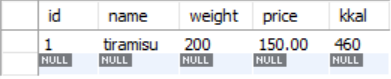 id name weight price kkal
1 tiramisu 200 150.00 460
NULL NULL NULL NULL NULL